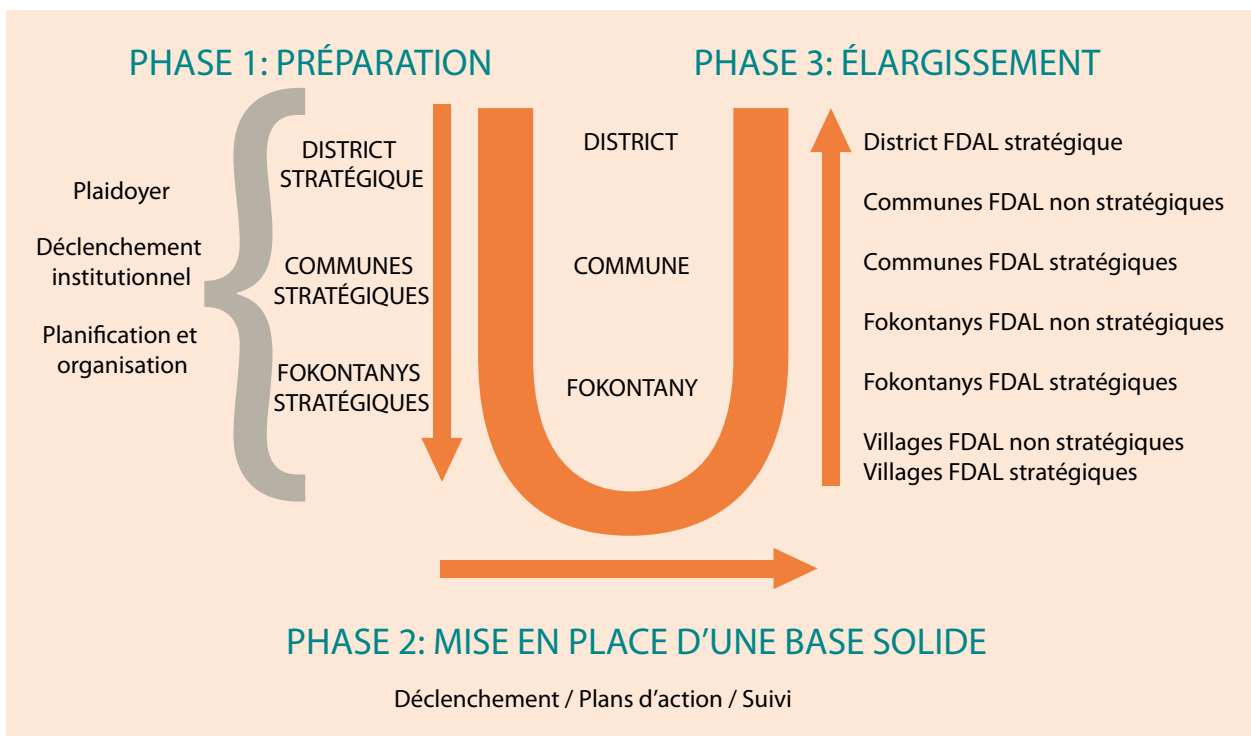 PHASE 1: PRÉPARATION
Plaidoyer
Déclenchement
institutionnel
Planification et
organisation
DISTRICT
STRATÉGIQUE
COMMUNES
STRATÉGIQUES
FOKONTANYS
STRATÉGIQUES
DISTRICT
COMMUNE
FOKONTANY
PHASE 3: ÉLARGISSEMENT
District FDAL stratégique
Communes FDAL non stratégiques
Communes FDAL stratégiques
Fokontanys FDAL non stratégiques
Fokontanys FDAL stratégiques
Villages FDAL non stratégiques
Villages FDAL stratégiques
PHASE 2: MISE EN PLACE D’UNE BASE SOLIDE
Déclenchement / Plans d’action / Suivi